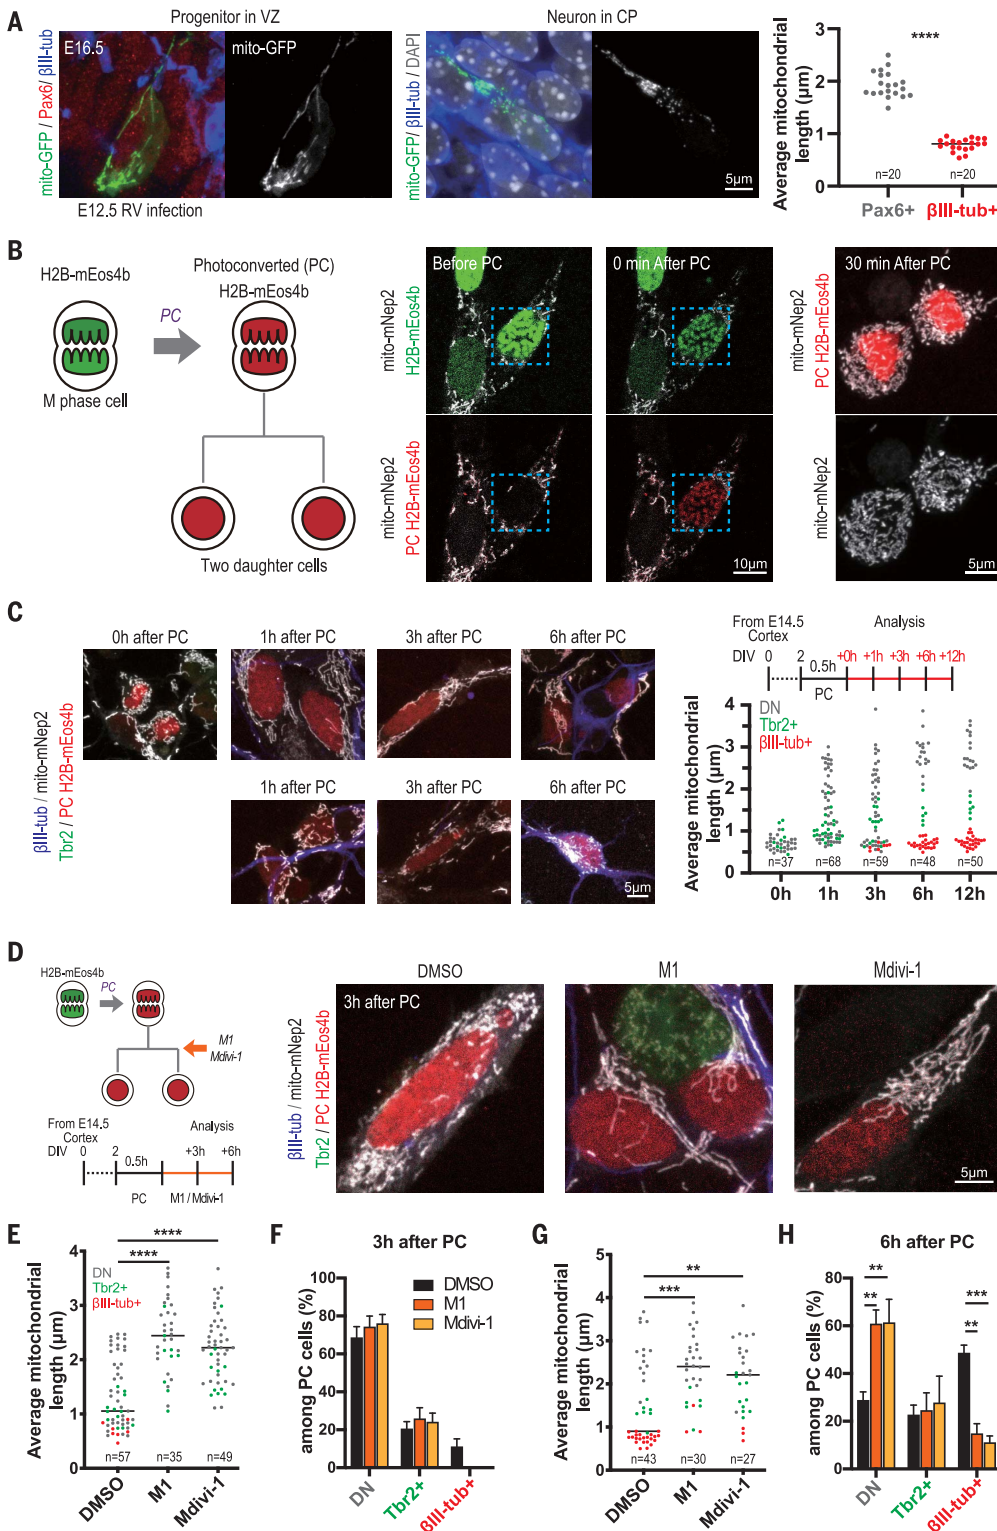 A
Progenitor in VZ
Neuron in CP
mito-GFP / Pax6/ βIII-tub
E16.5
mito-GFP
E12.5 RV infection
mito-GFP/ βIII-tub / DAPI
5μm
Average mitochondrial
length (μm)
3
2
1
0
****
n=20
n=20
Pax6+
βIII-tub+
B
H2B-mEos4b
M phase cell
PC
Photoconverted (PC)
H2B-mEos4b
Two daughter cells
mito-mNep2
H2B-mEos4b
Before PC
0 min After PC
mito-mNep2
PC H2B-mEos4b
10μm
mito-mNep2
PC H2B-mEos4b
30 min After PC
mito-mNep2
5μm
C
βIII-tub / mito-mNep2
Tbr2 / PC H2B-mEos4b
0h after PC
1h after PC
3h after PC
6h after PC
1h after PC
3h after PC
6h after PC
5μm
From E14.5
Cortex
Analysis
DIV
0
2
0.5h
PC
+0h
+1h
+3h
+6h
+12h
Average mitochondrial
length (μm)
4
3
2
1
0
DN
Tbr2+
βIII-tub+
n=37
n=68
n=59
n=48
n=50
0h
1h
3h
6h
12h
D
H2B-mEos4b
PC
M1
Mdivi-1
From E14.5
Cortex
Analysis
DIV
0
2
0.5h
+3h
+6h
PC
M1 / Mdivi-1
βIII-tub / mito-mNep2
Tbr2 / PC H2B-mEos4b
DMSO
M1
Mdivi-1
3h after PC
5μm
E
Average mitochondrial
length (μm)
4
3
2
1
0
****
****
DN
Tbr2+
βIII-tub+
n=57
n=35
n=49
DMSO
M1
Mdivi-1
F
3h after PC
among PC cells (%)
100
80
60
40
20
0
DMSO
M1
Mdivi-1
DN
Tbr2+
βIII-tub+
G
Average mitochondrial
length (μm)
5
4
3
2
1
0
**
***
n=43
n=30
n=27
DMSO
M1
Mdivi-1
H
6h after PC
among PC cells (%)
100
80
60
40
20
0
**
**
***
**
DN
Tbr2+
βIII-tub+